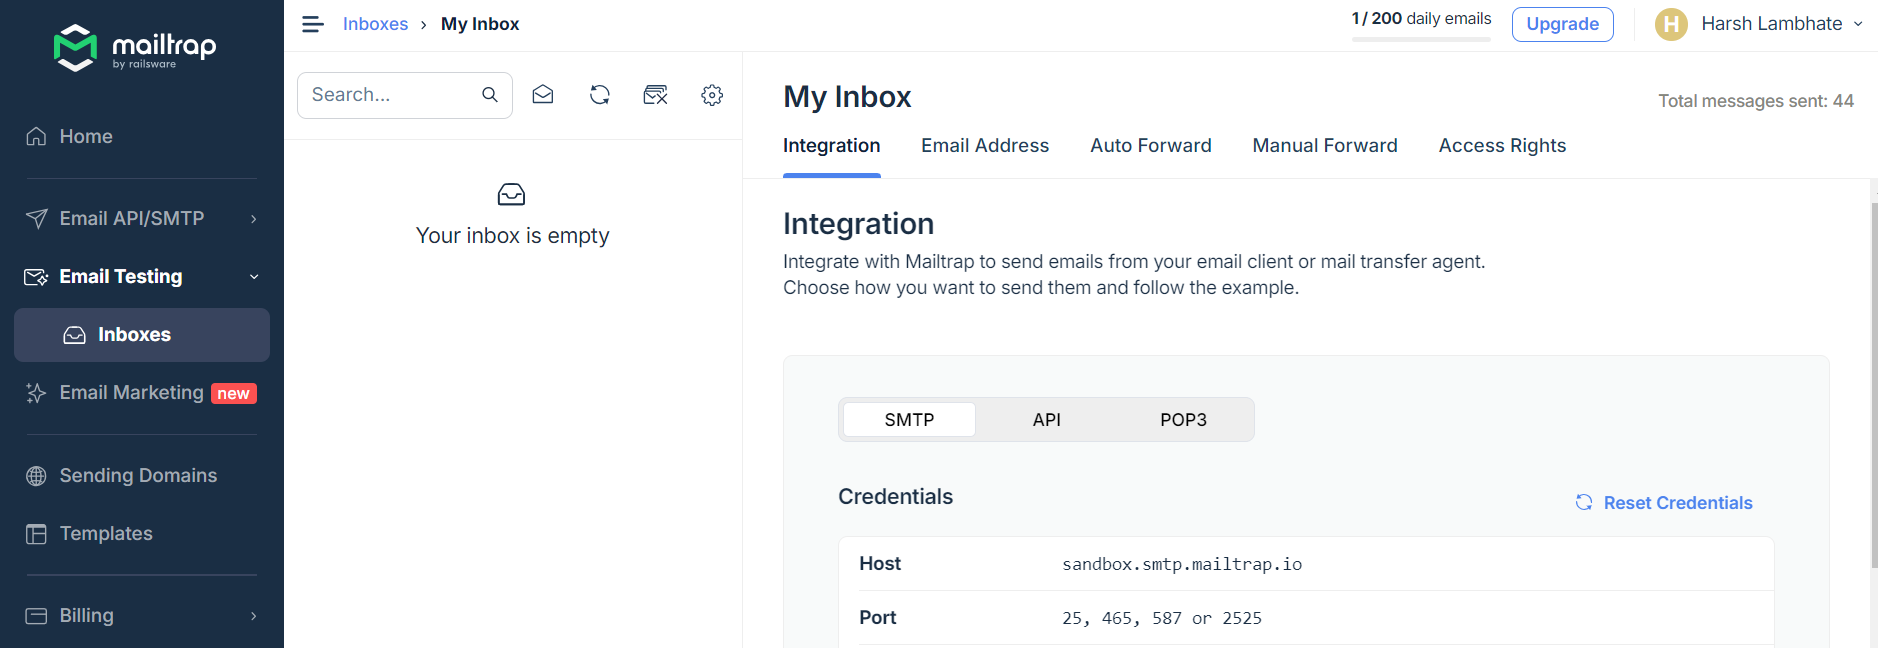 mailtrap
by railsware
Home
Email API/SMTP
Email Testing
Inboxes
Email Marketing new
Sending Domains
Templates
Billing
Inboxes › My Inbox
1 / 200 daily emails
Upgrade
H Harsh Lambhate
Search...
Your inbox is empty
My Inbox
Total messages sent: 44
Integration Email Address Auto Forward Manual Forward Access Rights
Integration
Integrate with Mailtrap to send emails from your email client or mail transfer agent.
Choose how you want to send them and follow the example.
SMTP API POP3
Credentials
Reset Credentials
Host sandbox.smtp.mailtrap.io
Port 25, 465, 587 or 2525